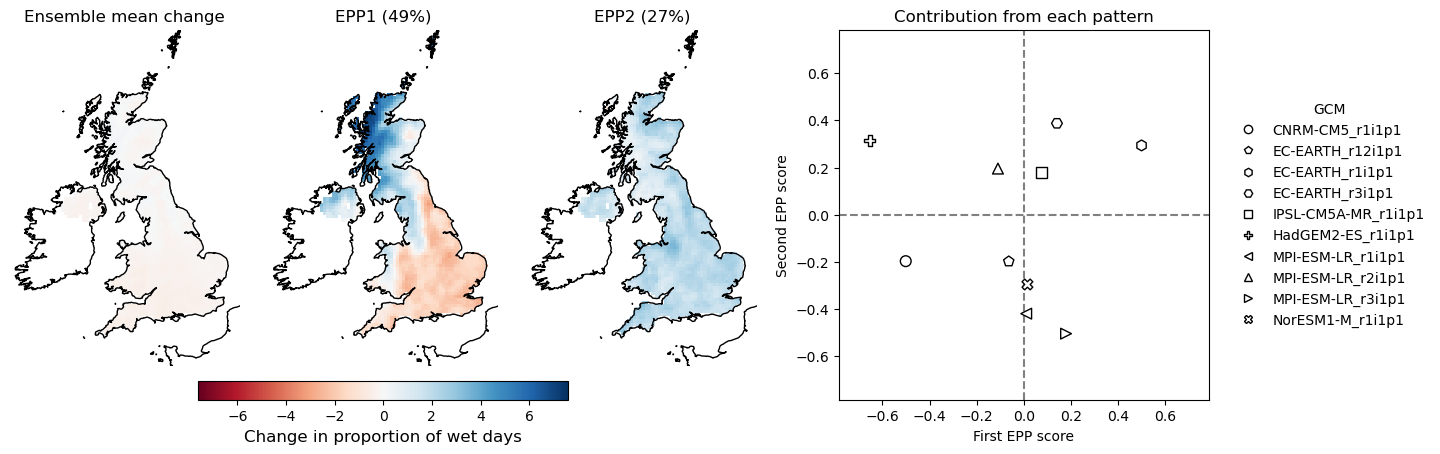 Ensemble mean change
EPP1 (49%)
EPP2 (27%)
Contribution from each pattern
−6 −4 −2 0 2 4 6
Change in proportion of wet days
0.6
0.4
0.2
0.0
−0.2
−0.4
−0.6
Second EPP score
−0.6 −0.4 −0.2 0.0 0.2 0.4 0.6
First EPP score
GCM
CNRM-CM5_r1i1p1
EC-EARTH_r12i1p1
EC-EARTH_r1i1p1
EC-EARTH_r3i1p1
IPSL-CM5A-MR_r1i1p1
HadGEM2-ES_r1i1p1
MPI-ESM-LR_r1i1p1
MPI-ESM-LR_r2i1p1
MPI-ESM-LR_r3i1p1
NorESM1-M_r1i1p1